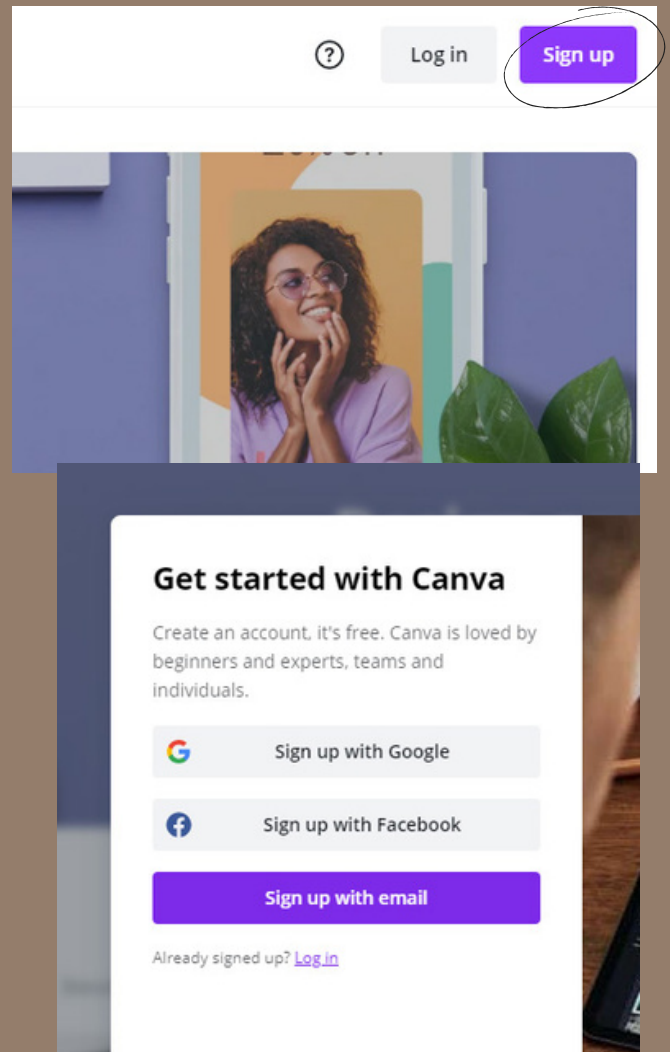 Log in
Sign up
Get started with Canva
Create an account, it's free. Canva is loved by
beginners and experts, teams and
individuals.
Sign up with Google
Sign up with Facebook
Sign up with email
Already signed up? Log in